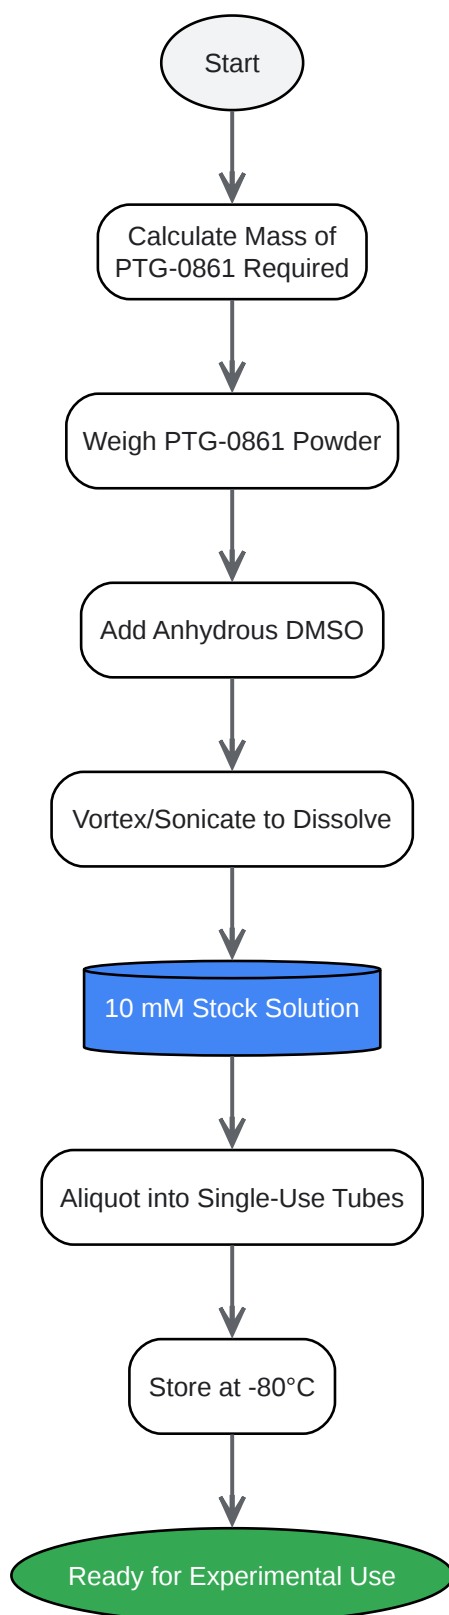 Start
Calculate Mass of
PTG-0861 Required
Weigh PTG-0861 Powder
Add Anhydrous DMSO
Vortex/Sonicate to Dissolve
10 mM Stock Solution
Aliquot into Single-Use Tubes
Store at -80°C
Ready for Experimental Use